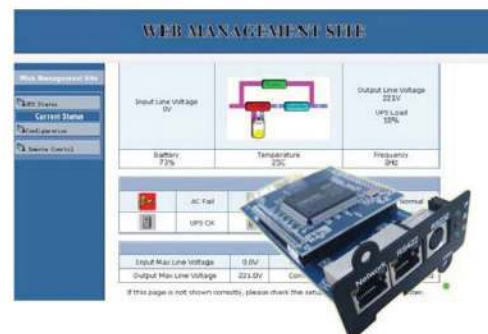 WEB MANAGEMENT SITE
Web Management Site
UPS Status
Current Status
Configuration
Remote Control
Input Line Voltage
0V
Output Line Voltage
221V
UPS Load
10%
Battery
73%
Temperature
25C
Frequency
0Hz
AC Fail
Normal
UPS OK
Input Max Line Voltage 0.0V
Output Max Line Voltage 221.0V
If this page is not shown correctly, please check the
Network
RS422